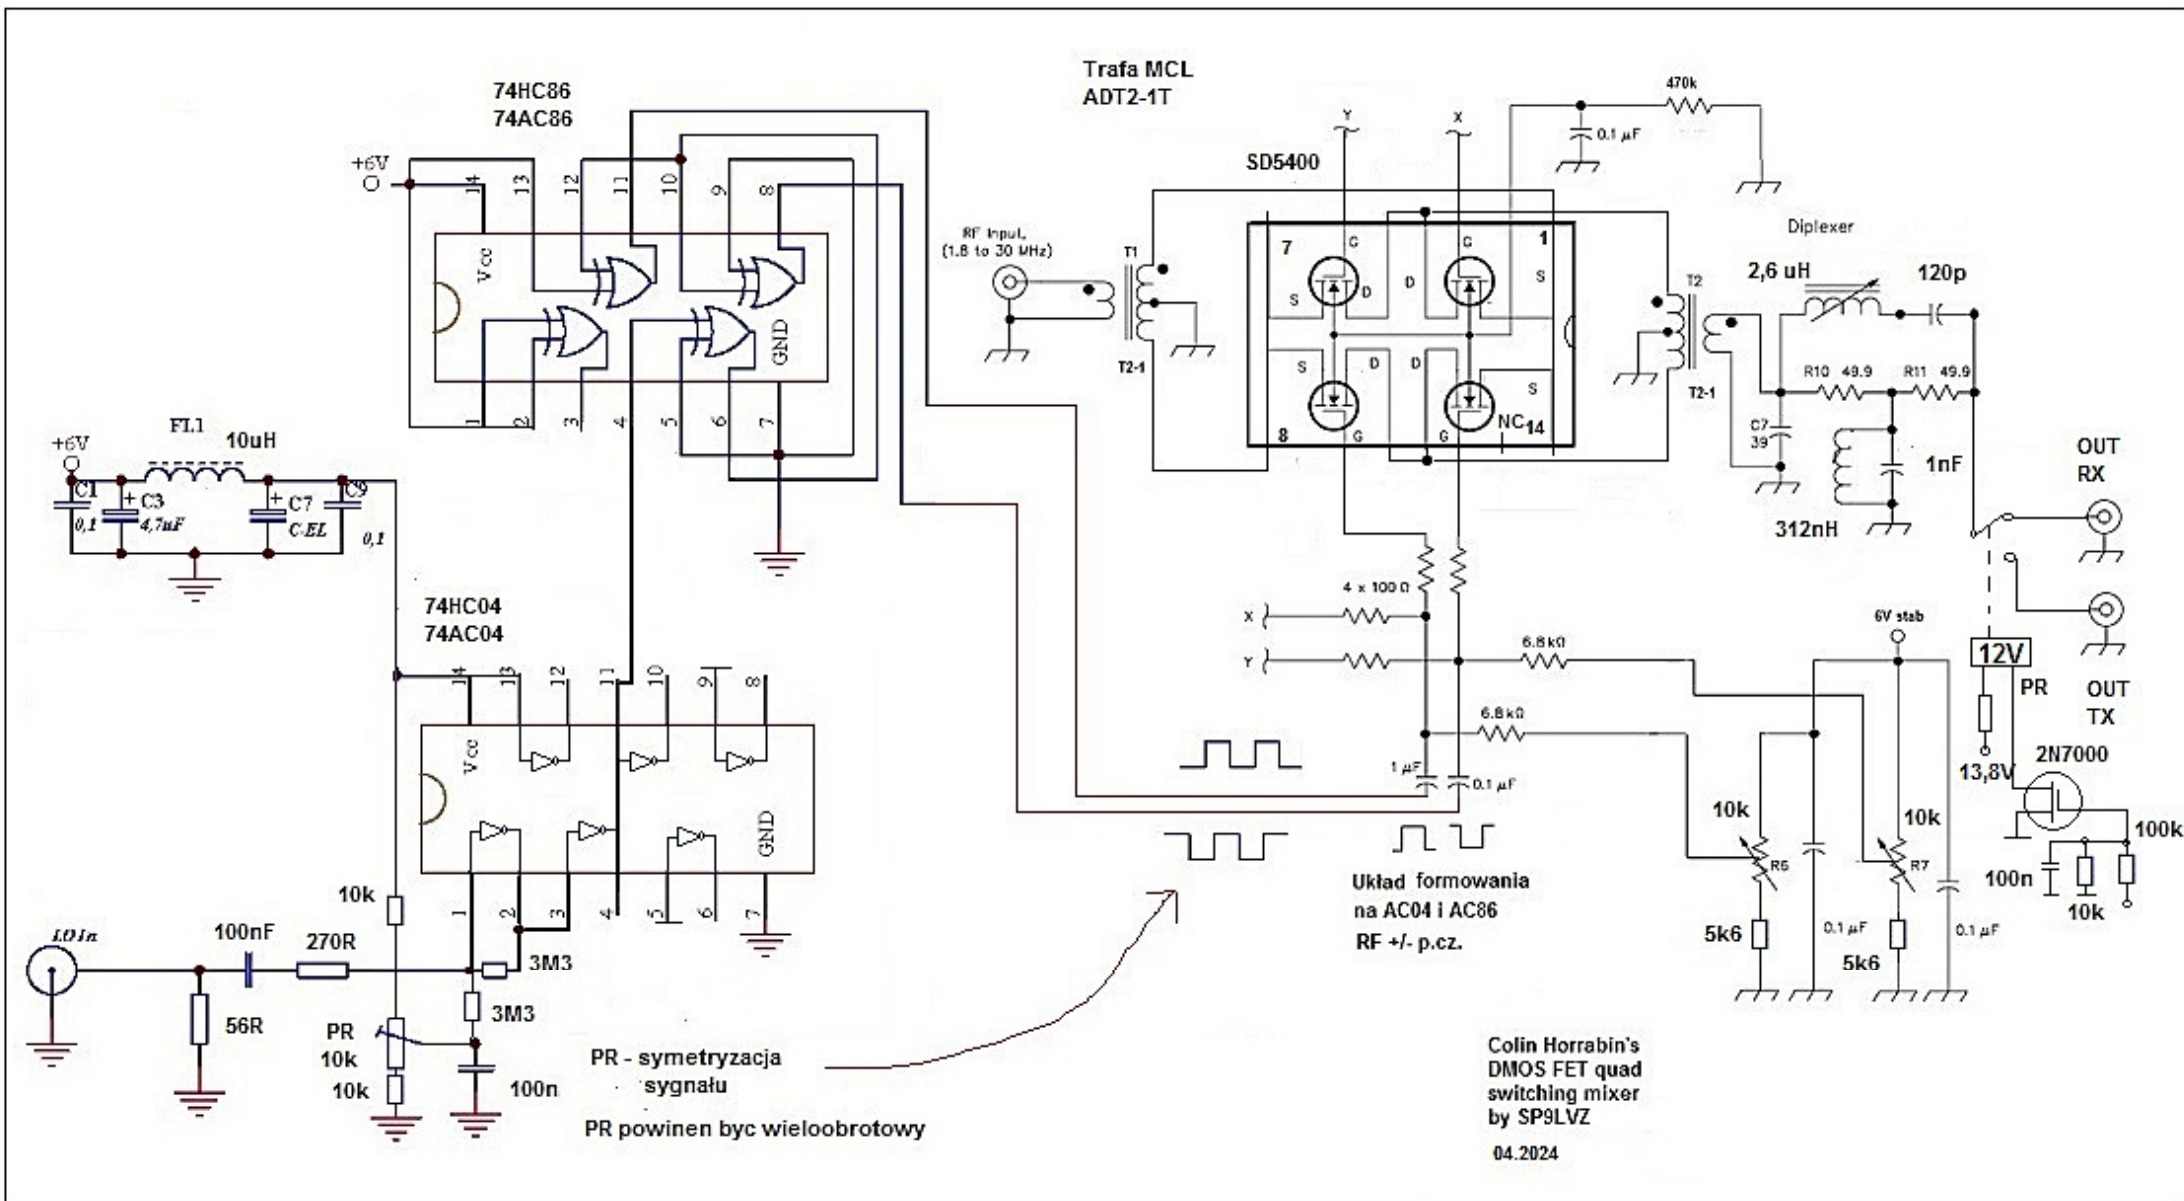 74HC86
74AC86
+6V
14
13
12
11
10
9
8
Vcc
GND
1
2
3
4
5
6
7
FL1
10uH
+6V
C1
0,1
+
C3
4,7uF
+
C7
C-EL
C9
0,1
74HC04
74AC04
14
13
12
11
10
9
8
Vcc
GND
1
2
3
4
5
6
7
10k
LO In
100nF
270R
3M3
56R
3M3
PR
10k
10k
100n
PR - symetryzacja
sygnału
PR powinen byc wieloobrotowy
Trafa MCL
ADT2-1T
RF Input,
(1.8 to 30 MHz)
T1
T2-1
SD5400
Y
X
470k
0.1 µF
7
G
G
1
S
D
D
S
S
D
D
S
8
G
G
NC
14
T2
T2-1
Diplexer
2,6 uH
120p
R10 49.9
R11 49.9
C7
39
1nF
312nH
OUT
RX
12V
PR
OUT
TX
13,8V
2N7000
100k
100n
10k
4 x 100 Ω
X
Y
6.8kΩ
6.8kΩ
6V stab
1 µF
0.1 µF
10k
R5
10k
R7
5k6
0.1 µF
5k6
0.1 µF
Układ formowania
na AC04 i AC86
RF +/- p.cz.
Colin Horrabin's
DMOS FET quad
switching mixer
by SP9LVZ
04.2024